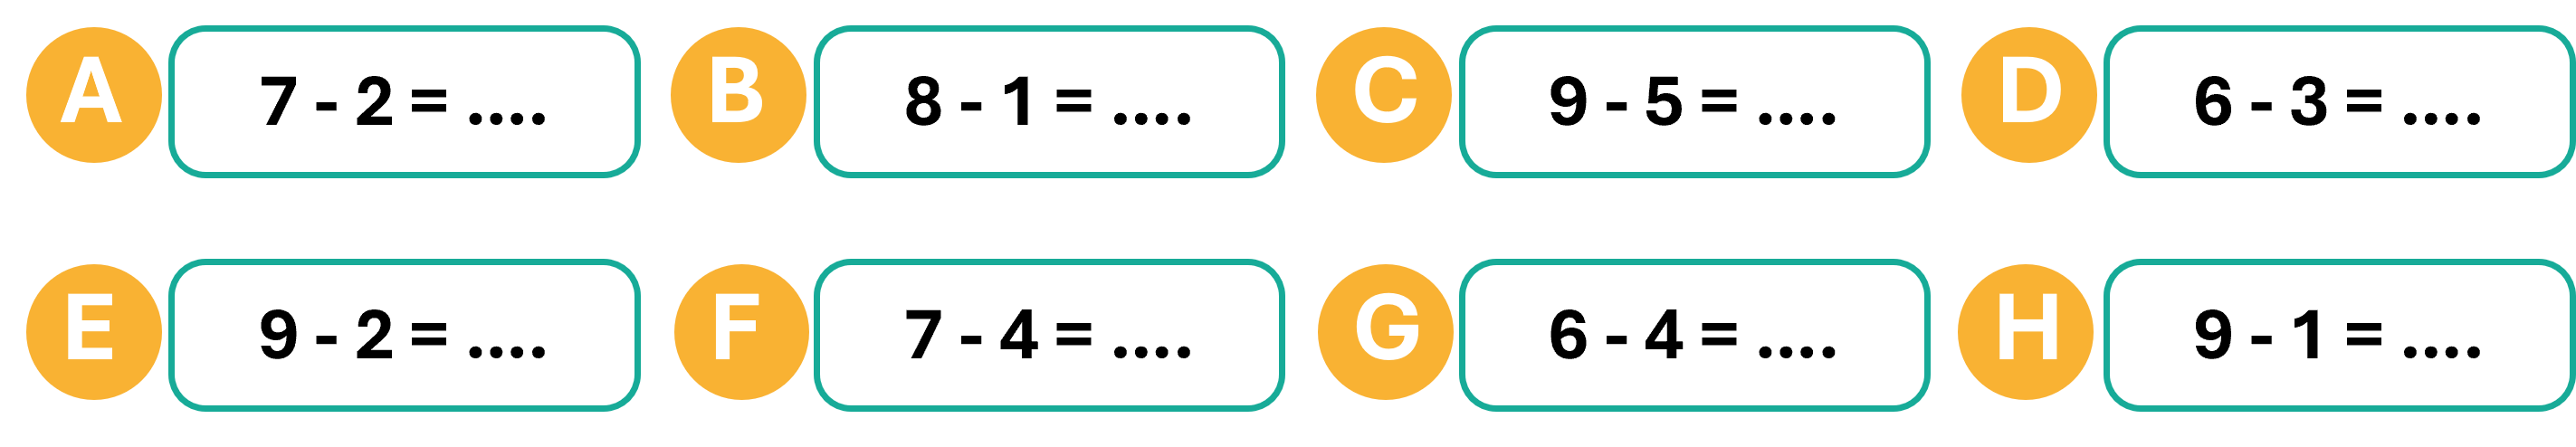 A 7 - 2 = .... B 8 - 1 = .... C 9 - 5 = .... D 6 - 3 = ....
E 9 - 2 = .... F 7 - 4 = .... G 6 - 4 = .... H 9 - 1 = ....